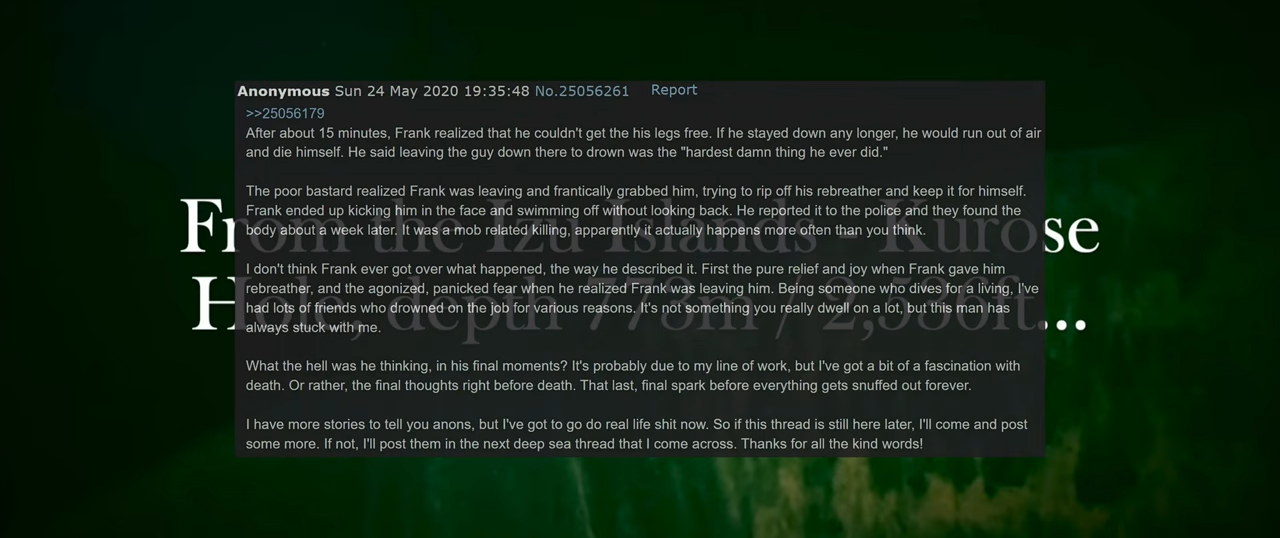 Anonymous Sun 24 May 2020 19:35:48 No.25056261 Report
>>25056179
After about 15 minutes, Frank realized that he couldn't get the his legs free. If he stayed down any longer, he would run out of air
and die himself. He said leaving the guy down there to drown was the "hardest damn thing he ever did."
The poor bastard realized Frank was leaving and frantically grabbed him, trying to rip off his rebreather and keep it for himself.
Frank ended up kicking him in the face and swimming off without looking back. He reported it to the police and they found the
body about a week later. It was a mob related killing, apparently it actually happens more often than you think.
I don't think Frank ever got over what happened, the way he described it. First the pure relief and joy when Frank gave him
rebreather, and the agonized, panicked fear when he realized Frank was leaving him. Being someone who dives for a living, I've
had lots of friends who drowned on the job for various reasons. It's not something you really dwell on a lot, but this man has
always stuck with me.
What the hell was he thinking, in his final moments? It's probably due to my line of work, but I've got a bit of a fascination with
death. Or rather, the final thoughts right before death. That last, final spark before everything gets snuffed out forever.
I have more stories to tell you anons, but I've got to go do real life shit now. So if this thread is still here later, I'll come and post
some more. If not, I'll post them in the next deep sea thread that I come across. Thanks for all the kind words!
From the Izu Islands - Kurose
Hole, depth 773m / 2,536ft...